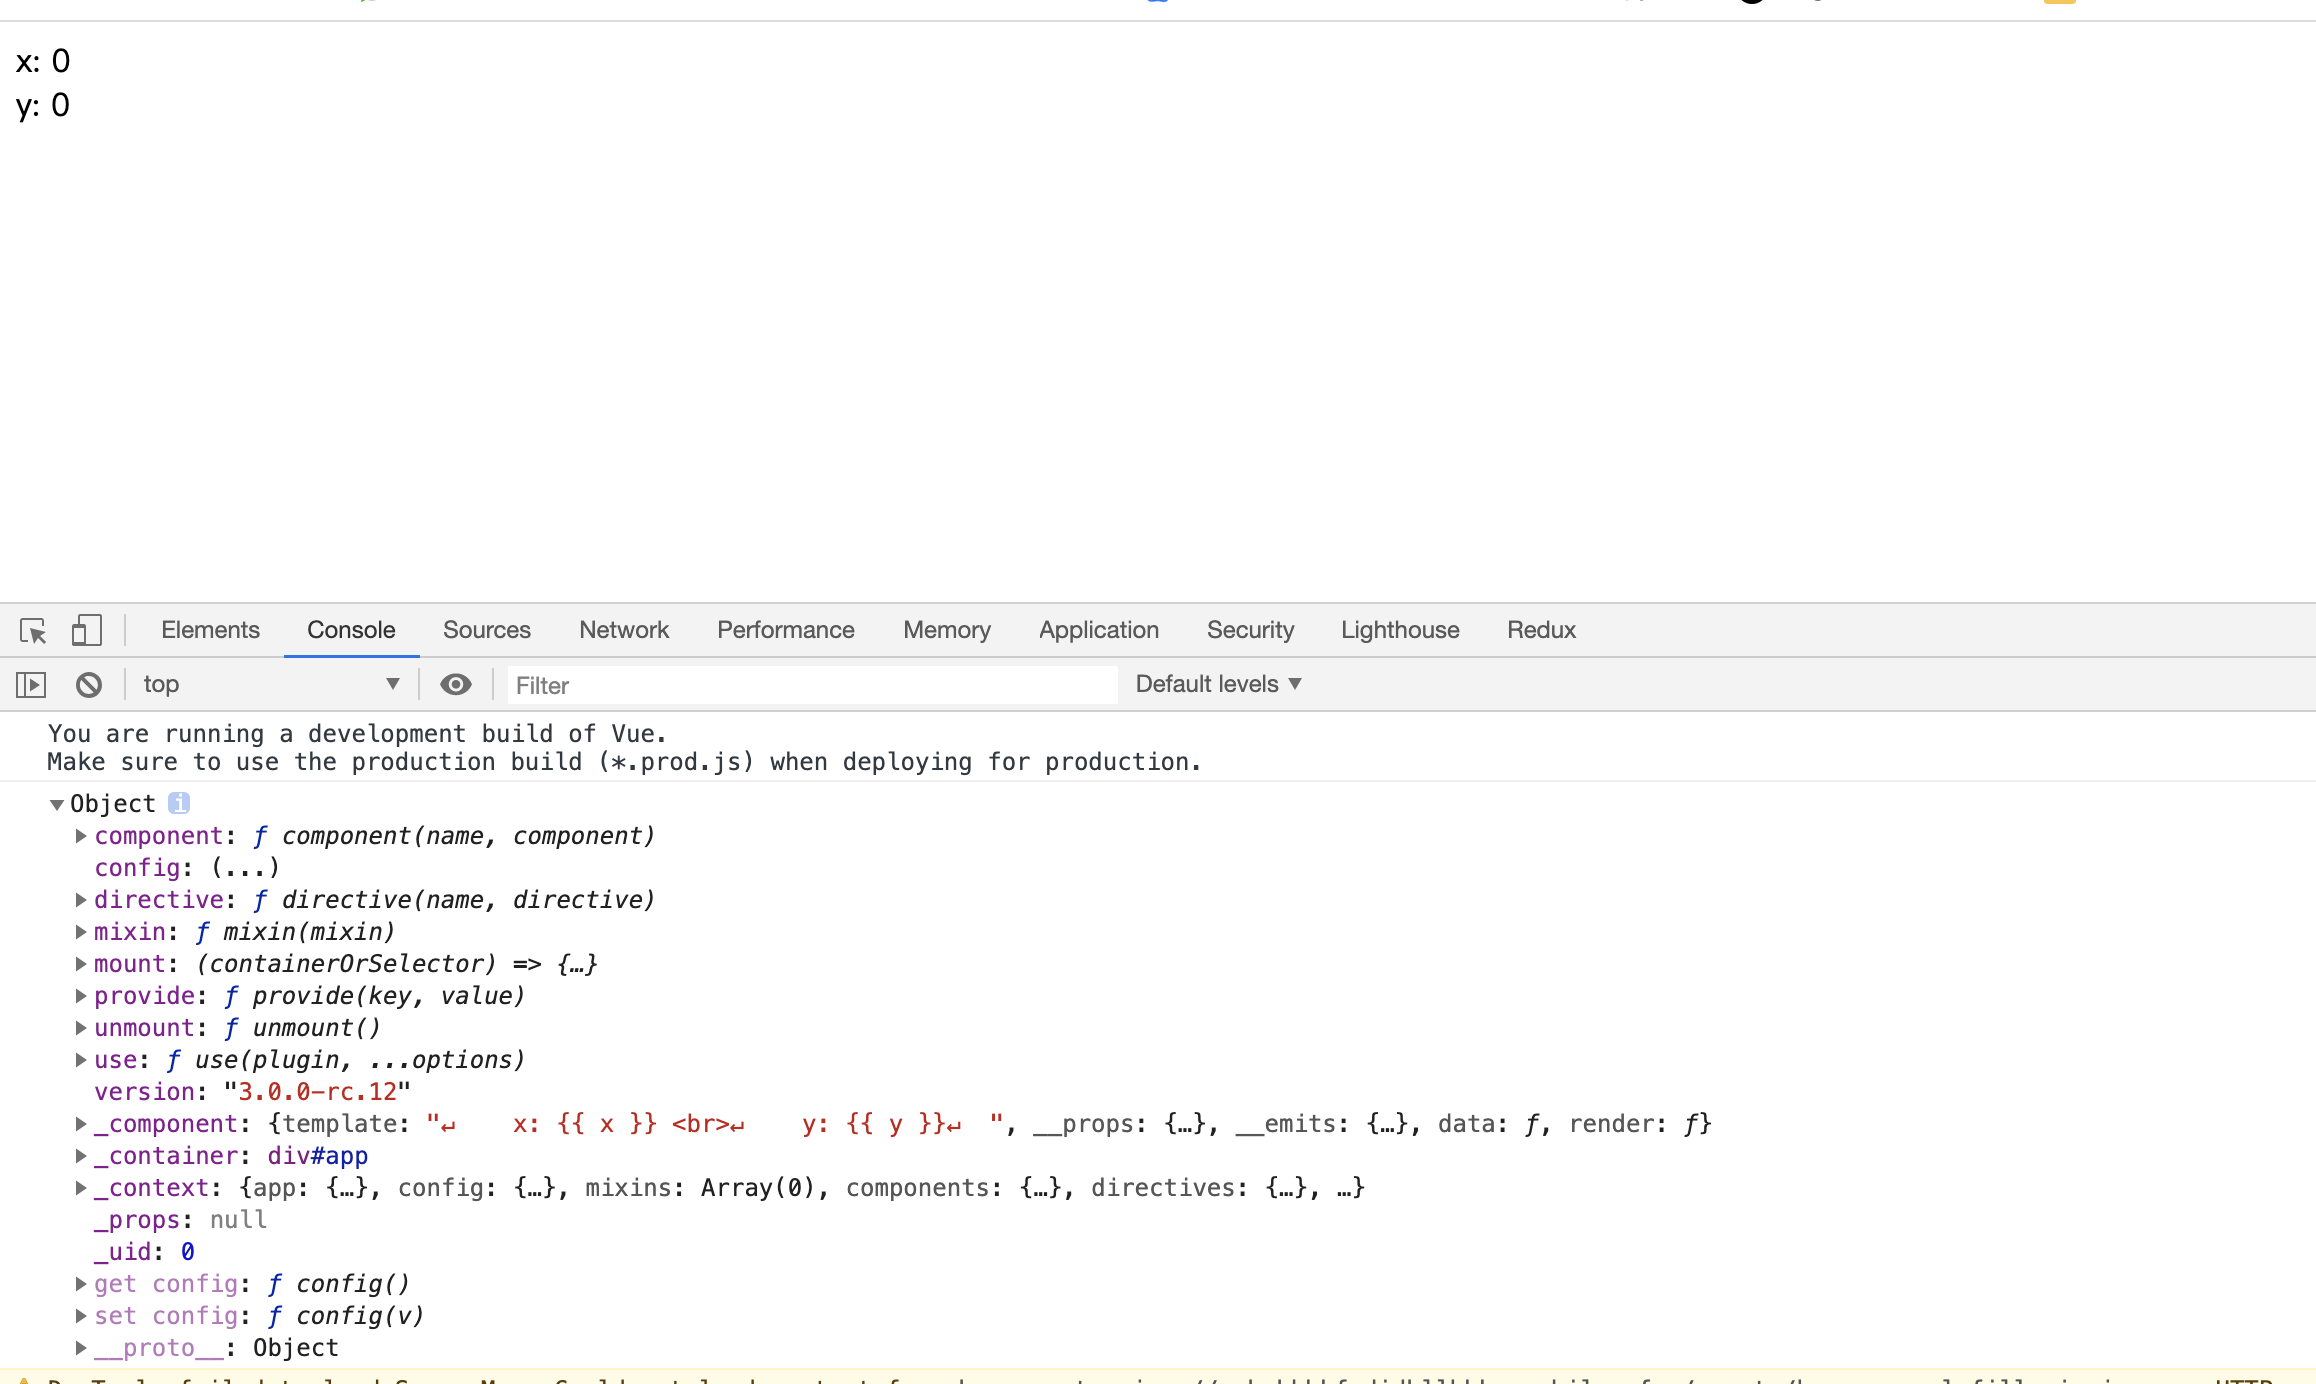 x: 0
y: 0
Elements Console Sources Network Performance Memory Application Security Lighthouse Redux
top ▼ Filter Default levels ▼
You are running a development build of Vue.
Make sure to use the production build (*.prod.js) when deploying for production.
▼Object i
▶component: ƒ component(name, component)
config: (...)
▶directive: ƒ directive(name, directive)
▶mixin: ƒ mixin(mixin)
▶mount: (containerOrSelector) => {…}
▶provide: ƒ provide(key, value)
▶unmount: ƒ unmount()
▶use: ƒ use(plugin, ...options)
version: "3.0.0-rc.12"
▶_component: {template: "↵    x: {{ x }} <br>↵    y: {{ y }}↵  ", __props: {…}, __emits: {…}, data: ƒ, render: ƒ}
▶_container: div#app
▶_context: {app: {…}, config: {…}, mixins: Array(0), components: {…}, directives: {…}, …}
_props: null
_uid: 0
▶get config: ƒ config()
▶set config: ƒ config(v)
▶__proto__: Object